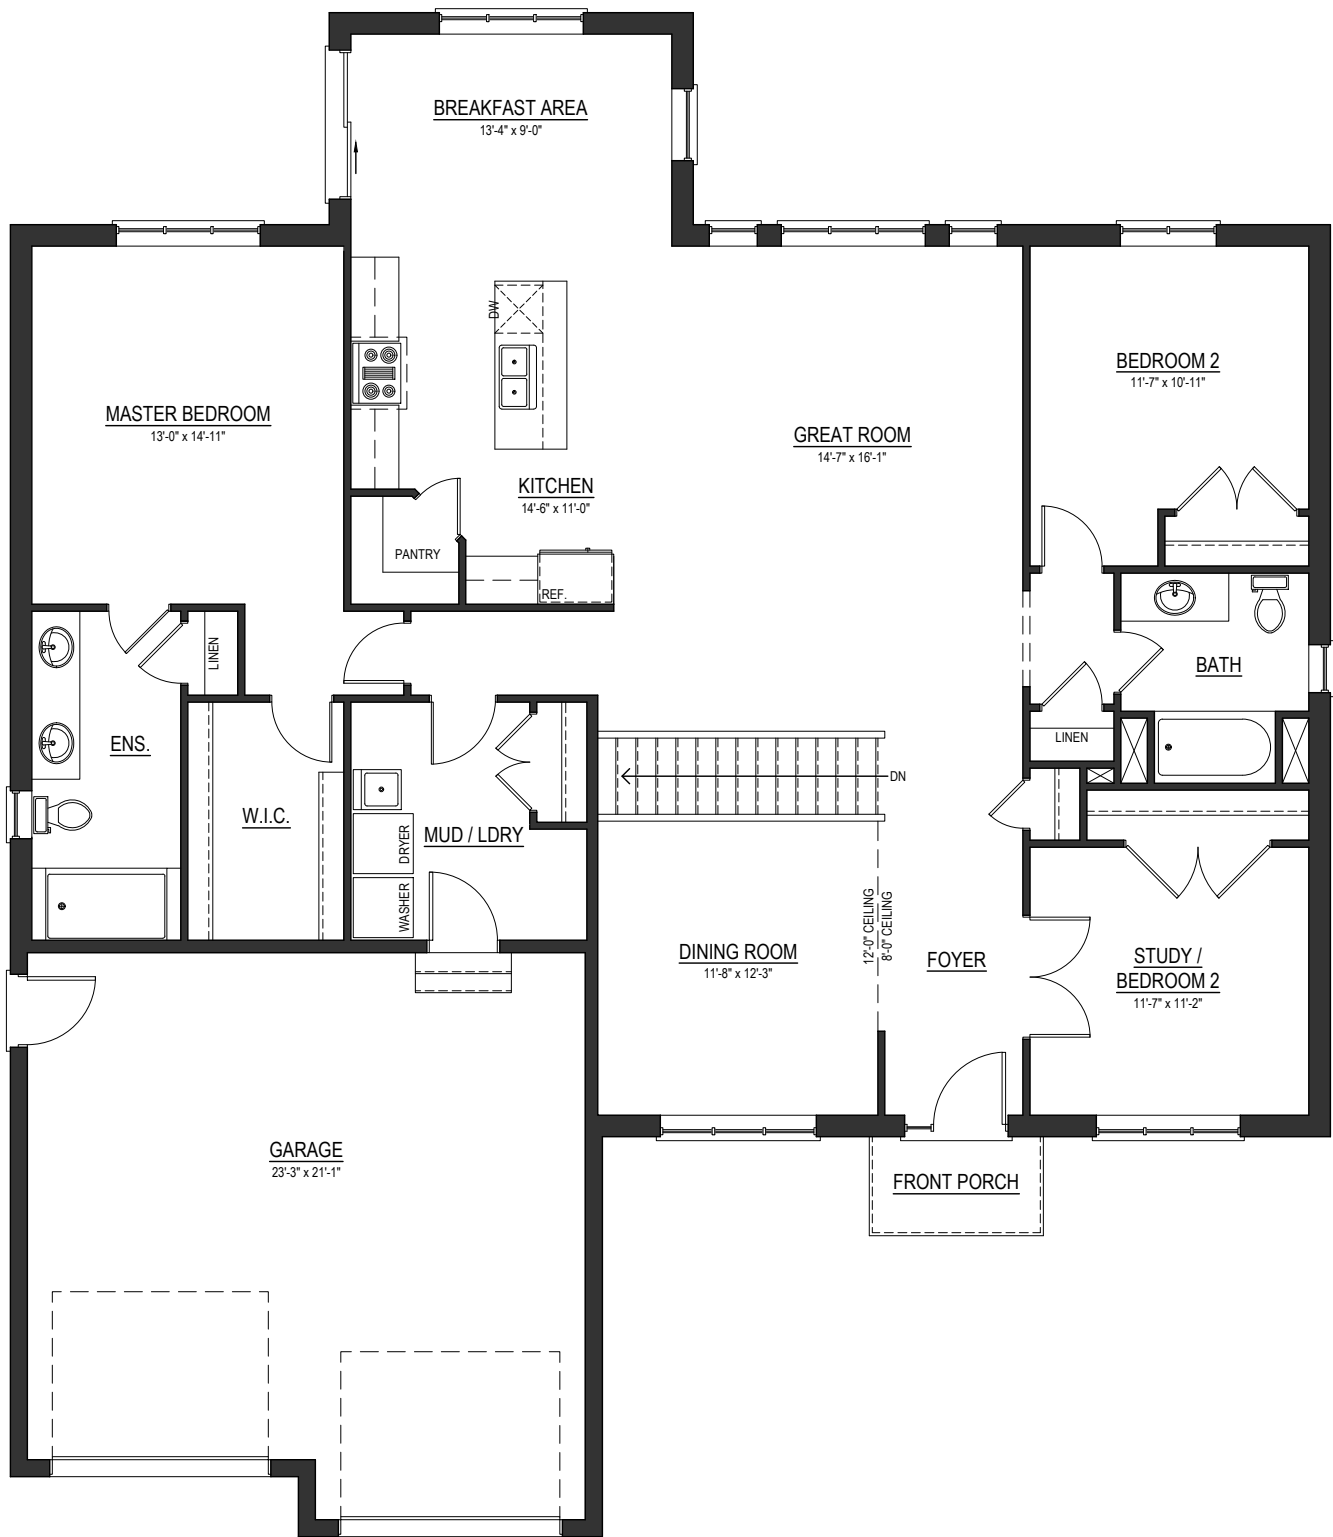 BREAKFAST AREA
13'-4" x 9'-0"
DW
BEDROOM 2
11'-7" x 10'-11"
MASTER BEDROOM
13'-0" x 14'-11"
GREAT ROOM
14'-7" x 16'-1"
KITCHEN
14'-6" x 11'-0"
PANTRY
REF.
LINEN
BATH
ENS.
LINEN
DN
W.I.C.
MUD / LDRY
DRYER
WASHER
12'-0" CEILING
8'-0" CEILING
DINING ROOM
11'-8" x 12'-3"
FOYER
STUDY /
BEDROOM 2
11'-7" x 11'-2"
GARAGE
23'-3" x 21'-1"
FRONT PORCH